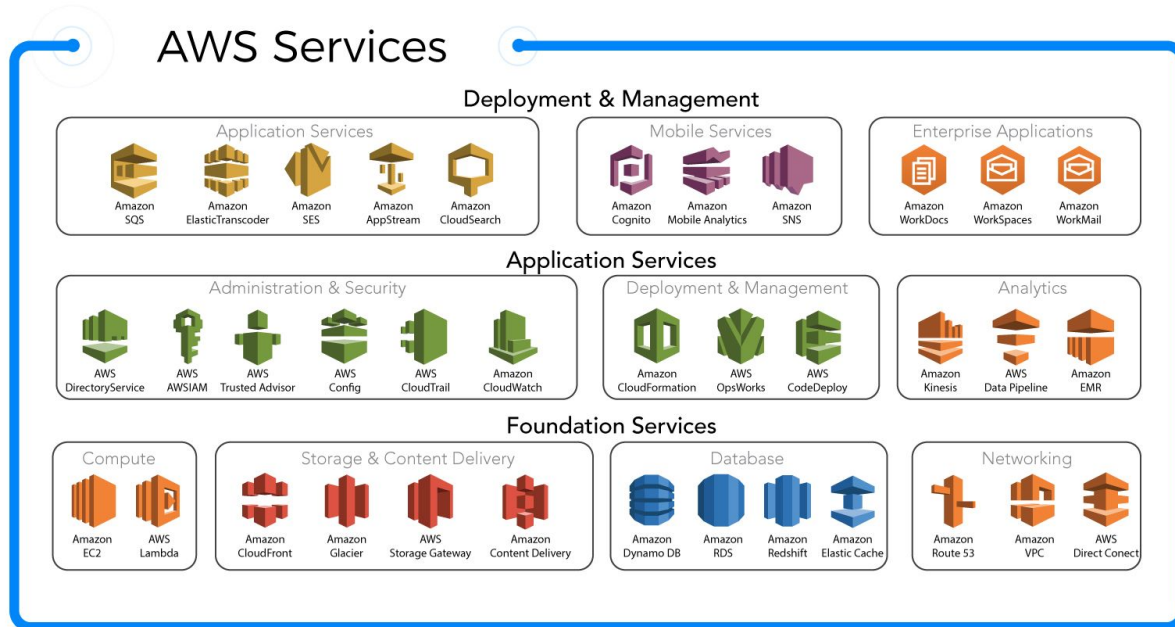 AWS Services
Deployment & Management
Application Services
Amazon SQS
Amazon ElasticTranscoder
Amazon SES
Amazon AppStream
Amazon CloudSearch
Mobile Services
Amazon Cognito
Amazon Mobile Analytics
Amazon SNS
Enterprise Applications
Amazon WorkDocs
Amazon WorkSpaces
Amazon WorkMail
Application Services
Administration & Security
AWS DirectoryService
AWS AWSIAM
AWS Trusted Advisor
AWS Config
AWS CloudTrail
Amazon CloudWatch
Deployment & Management
Amazon CloudFormation
AWS OpsWorks
AWS CodeDeploy
Analytics
Amazon Kinesis
AWS Data Pipeline
Amazon EMR
Foundation Services
Compute
Amazon EC2
AWS Lambda
Storage & Content Delivery
Amazon CloudFront
Amazon Glacier
AWS Storage Gateway
Amazon Content Delivery
Database
Amazon Dynamo DB
Amazon RDS
Amazon Redshift
Amazon Elastic Cache
Networking
Amazon Route 53
Amazon VPC
AWS Direct Conect